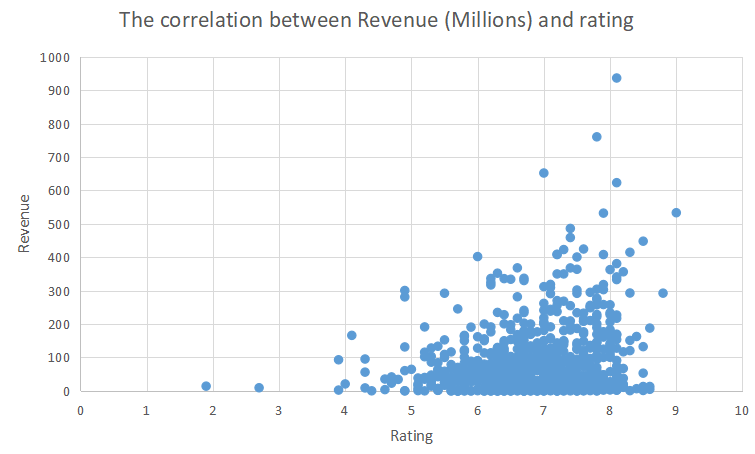 The correlation between Revenue (Millions) and rating
1000
900
800
700
600
500
400
300
200
100
0
Revenue
0 1 2 3 4 5 6 7 8 9 10
Rating